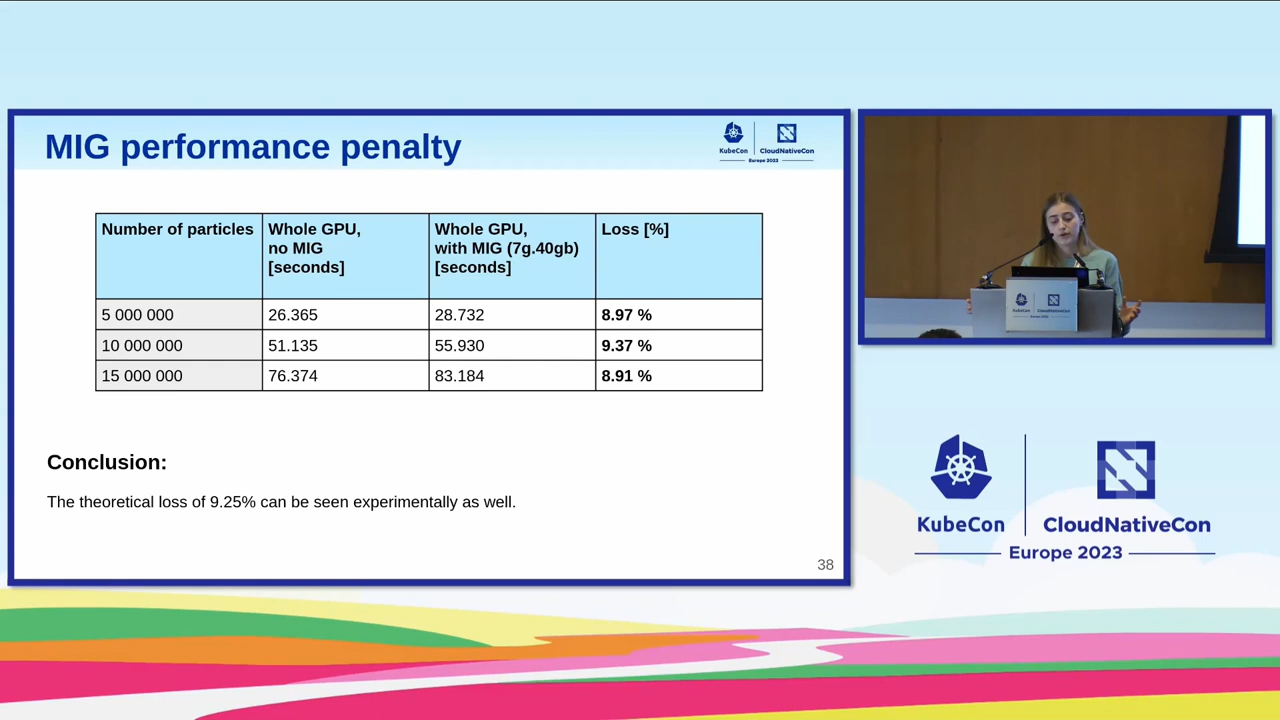 MIG performance penalty
KubeCon
CloudNativeCon
Europe 2023
Number of particles
Whole GPU,
no MIG
[seconds]
Whole GPU,
with MIG (7g.40gb)
[seconds]
Loss [%]
5 000 000
26.365
28.732
8.97 %
10 000 000
51.135
55.930
9.37 %
15 000 000
76.374
83.184
8.91 %
Conclusion:
The theoretical loss of 9.25% can be seen experimentally as well.
38
KubeCon
CloudNativeCon
Europe 2023